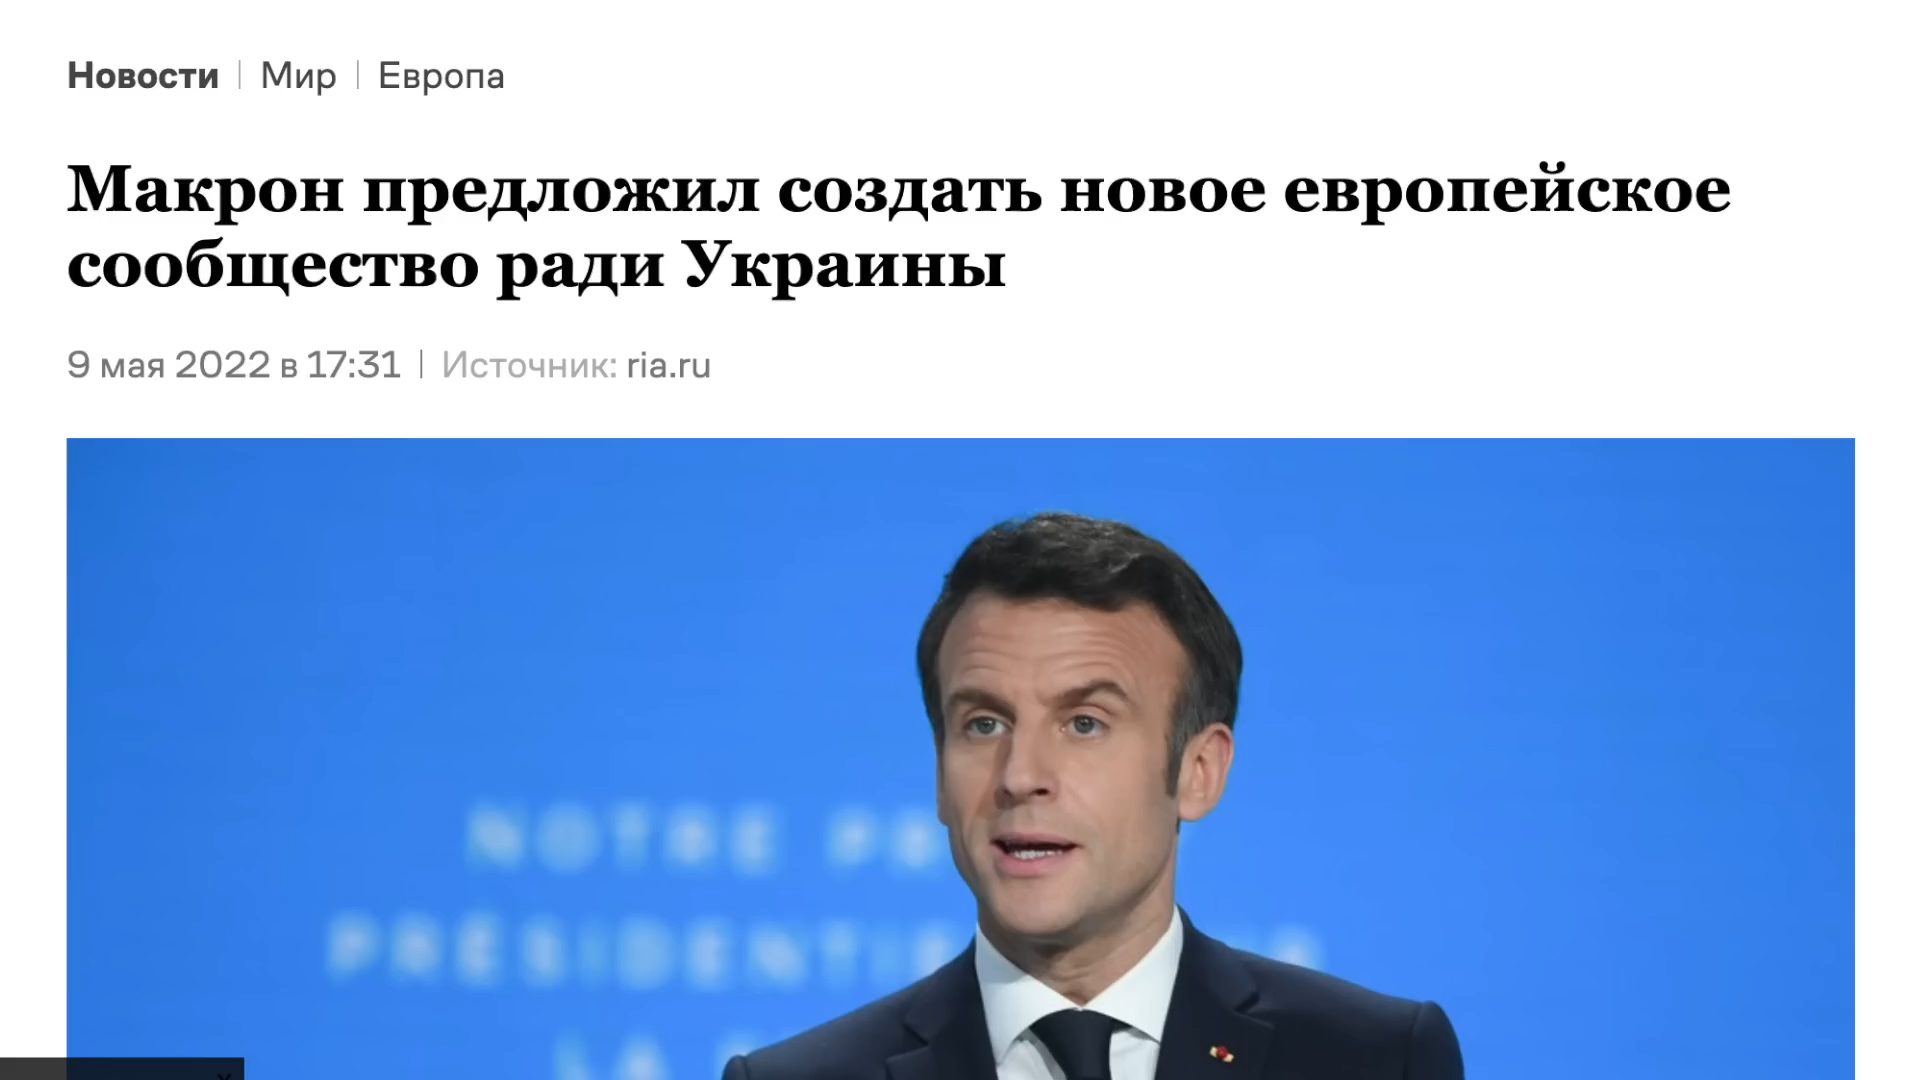 Новости | Мир | Европа
Макрон предложил создать новое европейское
сообщество ради Украины
9 мая 2022 в 17:31 | Источник: ria.ru
NOTRE